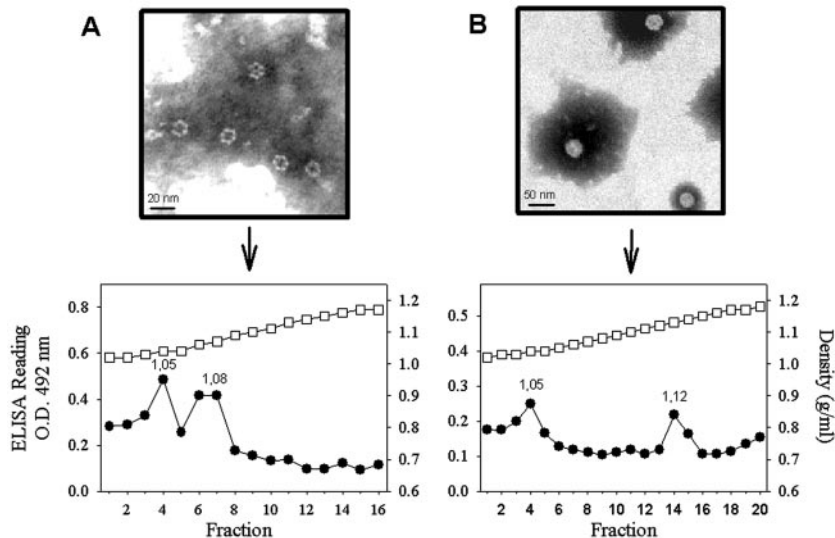 A
B
20 nm
50 nm
ELISA Reading
O.D. 492 nm
0.8
0.6
0.4
0.2
0.0
1,05
1,08
1.2
1.1
1.0
0.9
0.8
0.7
0.6
2 4 6 8 10 12 14 16
Fraction
0.5
0.4
0.3
0.2
0.1
0.0
1,05
1,12
1.2
1.1
1.0
0.9
0.8
0.7
0.6
2 4 6 8 10 12 14 16 18 20
Fraction
Density (g/ml)